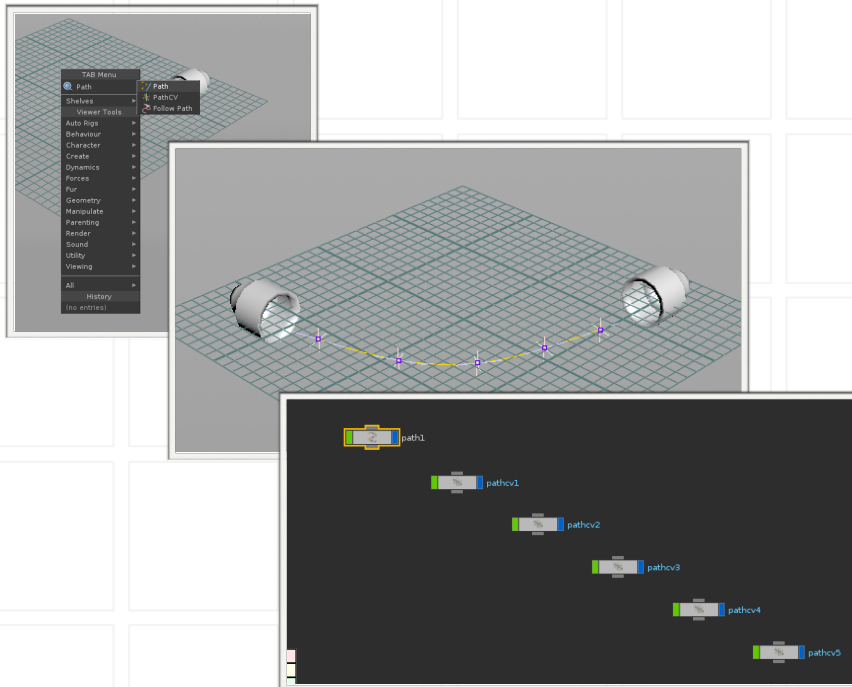 TAB Menu
Path
Path
PathCV
Follow Path
Shelves
Viewer Tools
Auto Rigs
Behaviour
Character
Create
Dynamics
Forces
Fur
Geometry
Manipulate
Parenting
Render
Sound
Utility
Viewing
All
History
(no entries)
path1
pathcv1
pathcv2
pathcv3
pathcv4
pathcv5